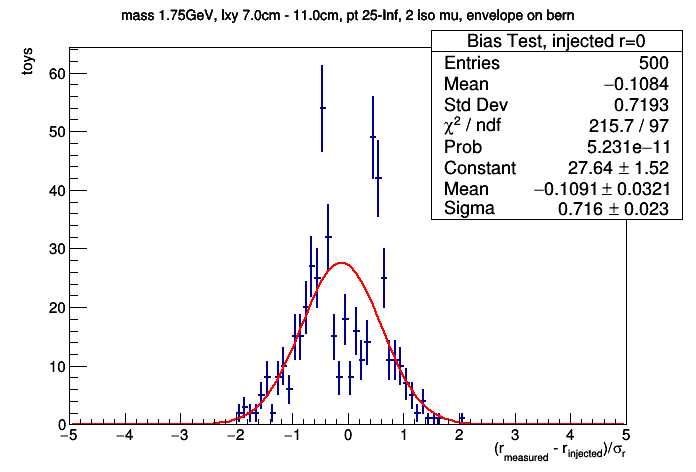 mass 1.75GeV, lxy 7.0cm - 11.0cm, pt 25-Inf, 2 Iso mu, envelope on bern
Bias Test, injected r=0
Entries 500
Mean −0.1084
Std Dev 0.7193
χ² / ndf 215.7 / 97
Prob 5.231e−11
Constant 27.64 ± 1.52
Mean −0.1091 ± 0.0321
Sigma 0.716 ± 0.023
toys
60
50
40
30
20
10
0
−5 −4 −3 −2 −1 0 1 2 3 4 5
(r_measured - r_injected)/σ_r